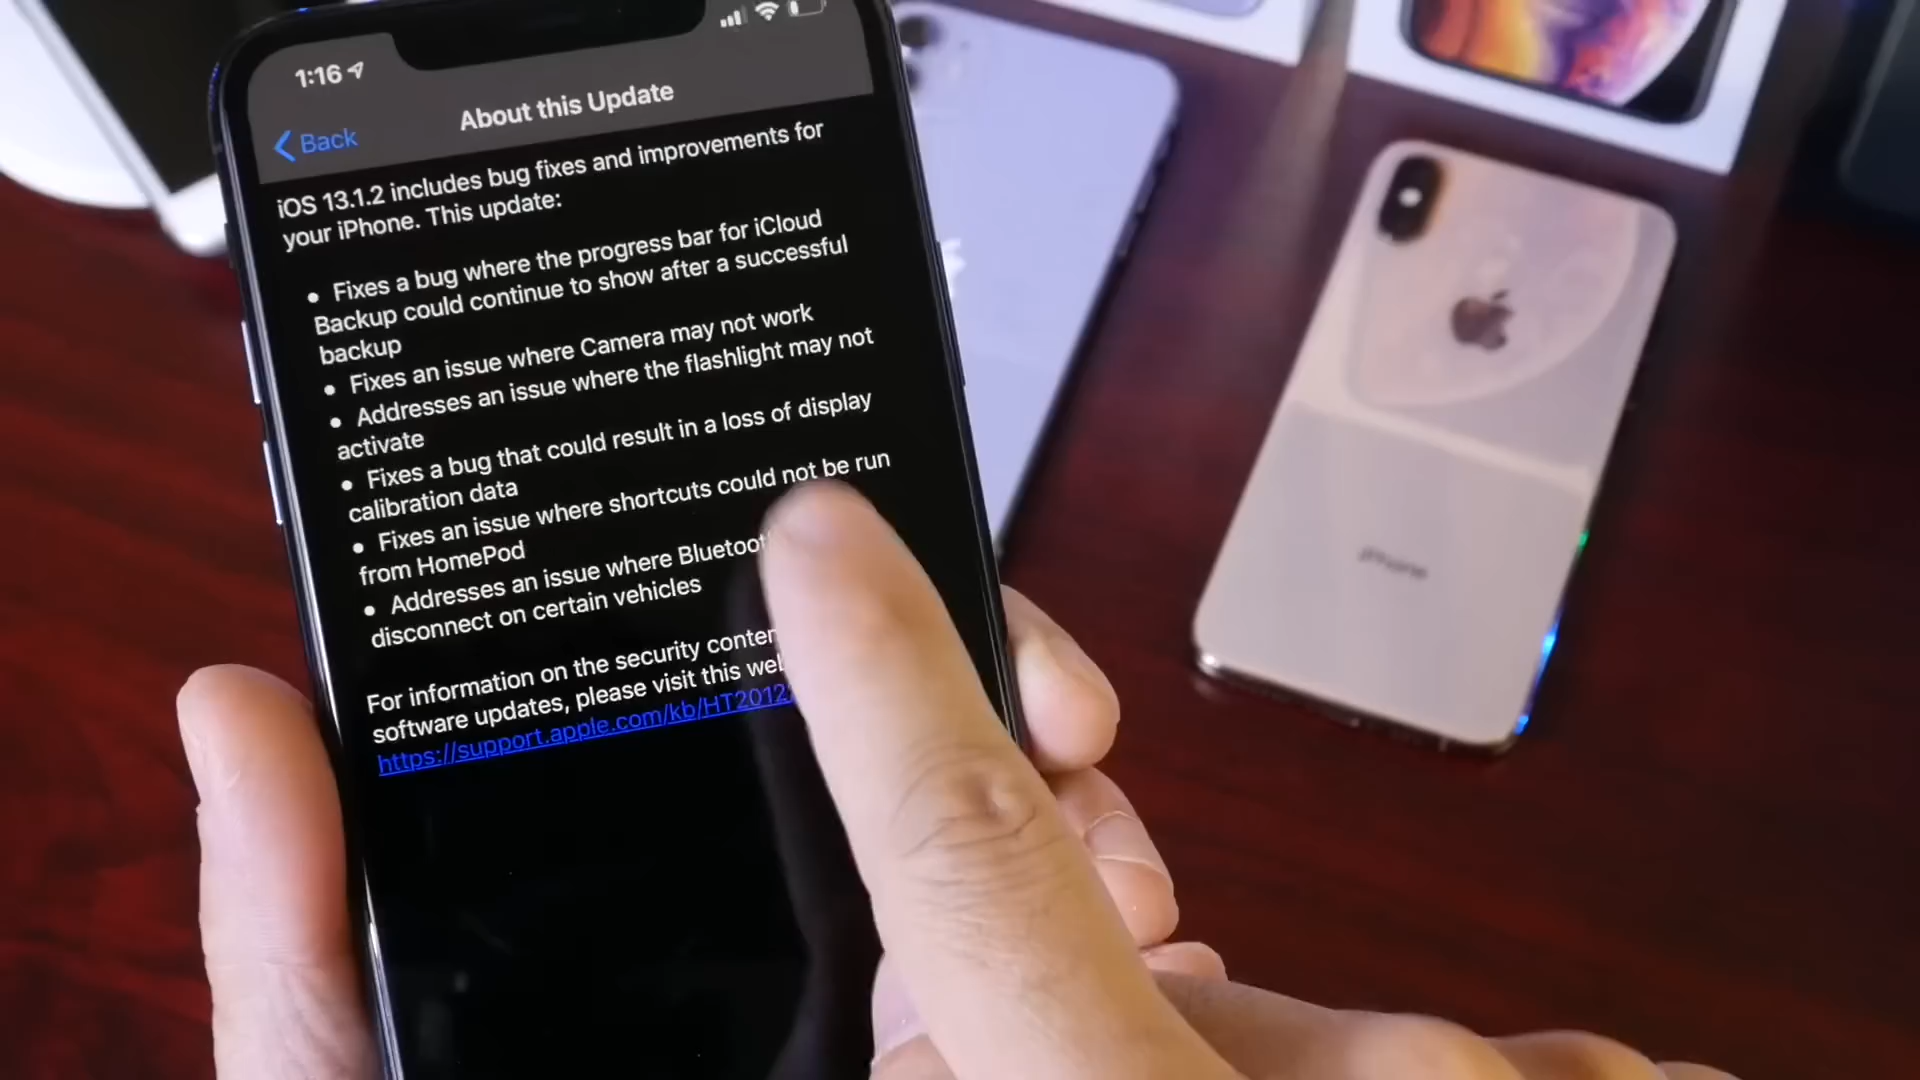 1:16
About this Update
Back
iOS 13.1.2 includes bug fixes and improvements for
your iPhone. This update:
• Fixes a bug where the progress bar for iCloud
Backup could continue to show after a successful
backup
• Fixes an issue where Camera may not work
• Addresses an issue where the flashlight may not
activate
• Fixes a bug that could result in a loss of display
calibration data
• Fixes an issue where shortcuts could not be run
from HomePod
• Addresses an issue where
disconnect on certain vehicles
For information on the security
software updates, please visit this
https://support.apple.com/kb/HT2012
iPhone